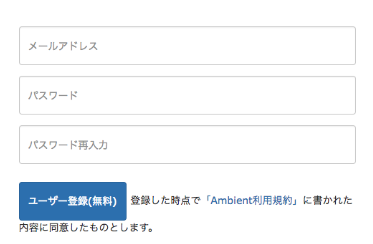 メールアドレス
パスワード
パスワード再入力
ユーザー登録(無料) 登録した時点で「Ambient利用規約」に書かれた
内容に同意したものとします。